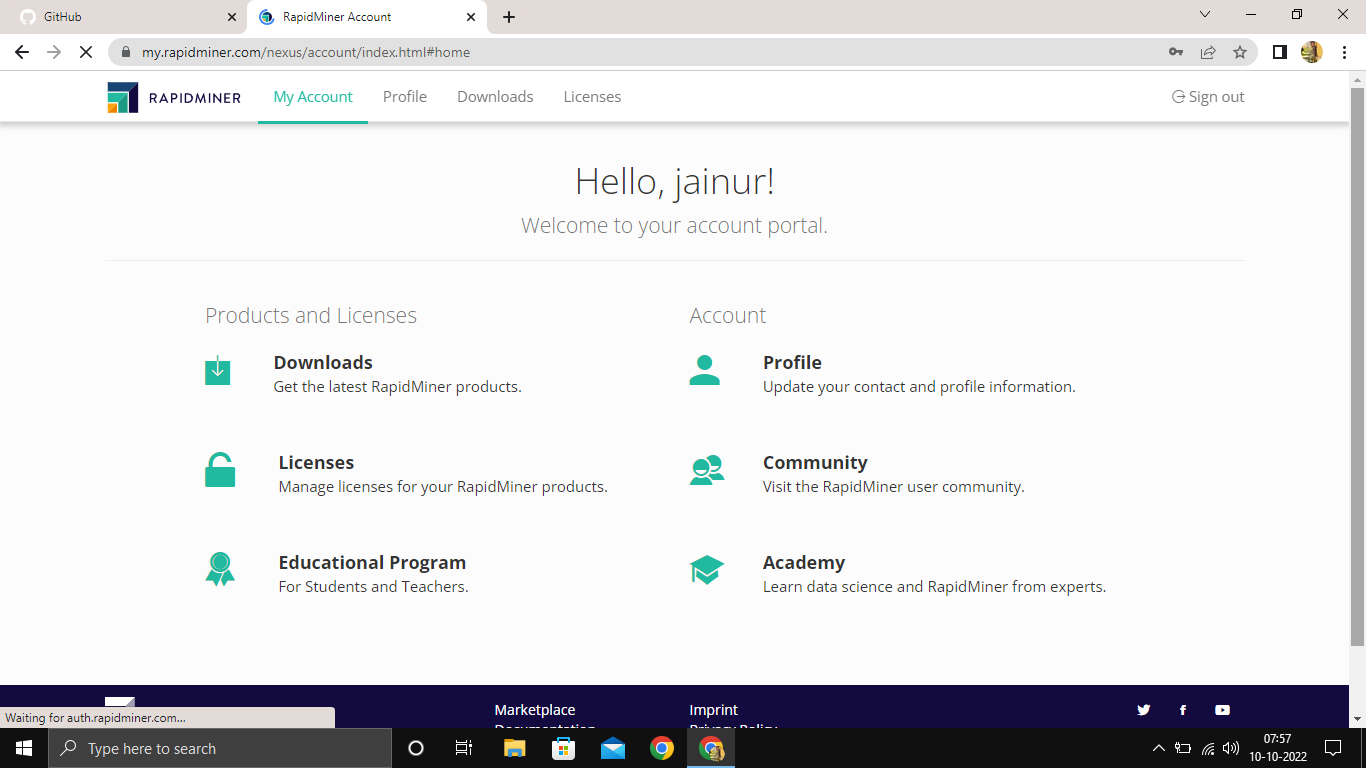 GitHub
RapidMiner Account
my.rapidminer.com/nexus/account/index.html#home
RAPIDMINER
My Account
Profile
Downloads
Licenses
Sign out
Hello, jainur!
Welcome to your account portal.
Products and Licenses
Downloads
Get the latest RapidMiner products.
Licenses
Manage licenses for your RapidMiner products.
Educational Program
For Students and Teachers.
Account
Profile
Update your contact and profile information.
Community
Visit the RapidMiner user community.
Academy
Learn data science and RapidMiner from experts.
Marketplace
Documentation
Imprint
Privacy Policy
Waiting for auth.rapidminer.com...
Type here to search
07:57
10-10-2022